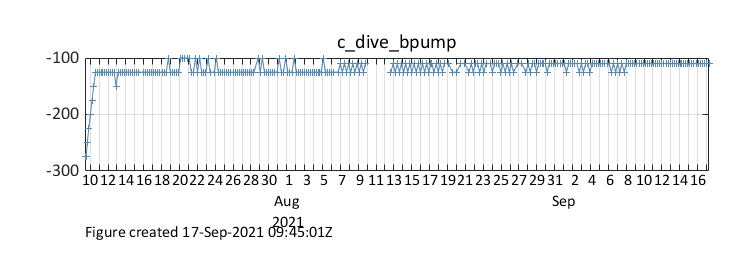 c_dive_bpump
-100
-200
-300
10 11 12 14 16 18 20 22 24 26 28 30 1 3 5 7 9 11 13 15 17 19 21 23 25 27 29 31 2 4 6 8 10 12 14 16
Aug Sep
2021
Figure created 17-Sep-2021 09:45:01Z